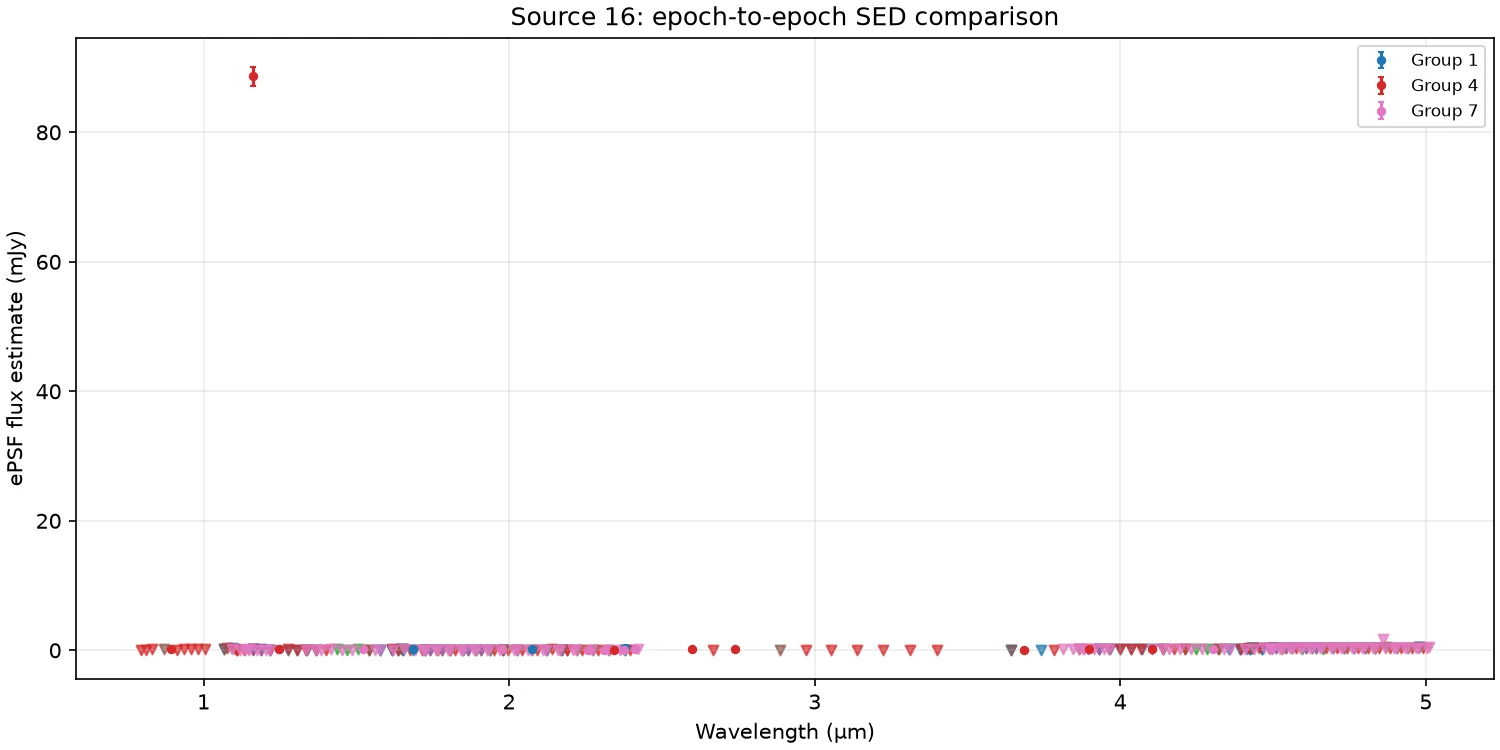 Source 16: epoch-to-epoch SED comparison
ePSF flux estimate (mJy)
80
60
40
20
0
Group 1
Group 4
Group 7
1 2 3 4 5
Wavelength (µm)